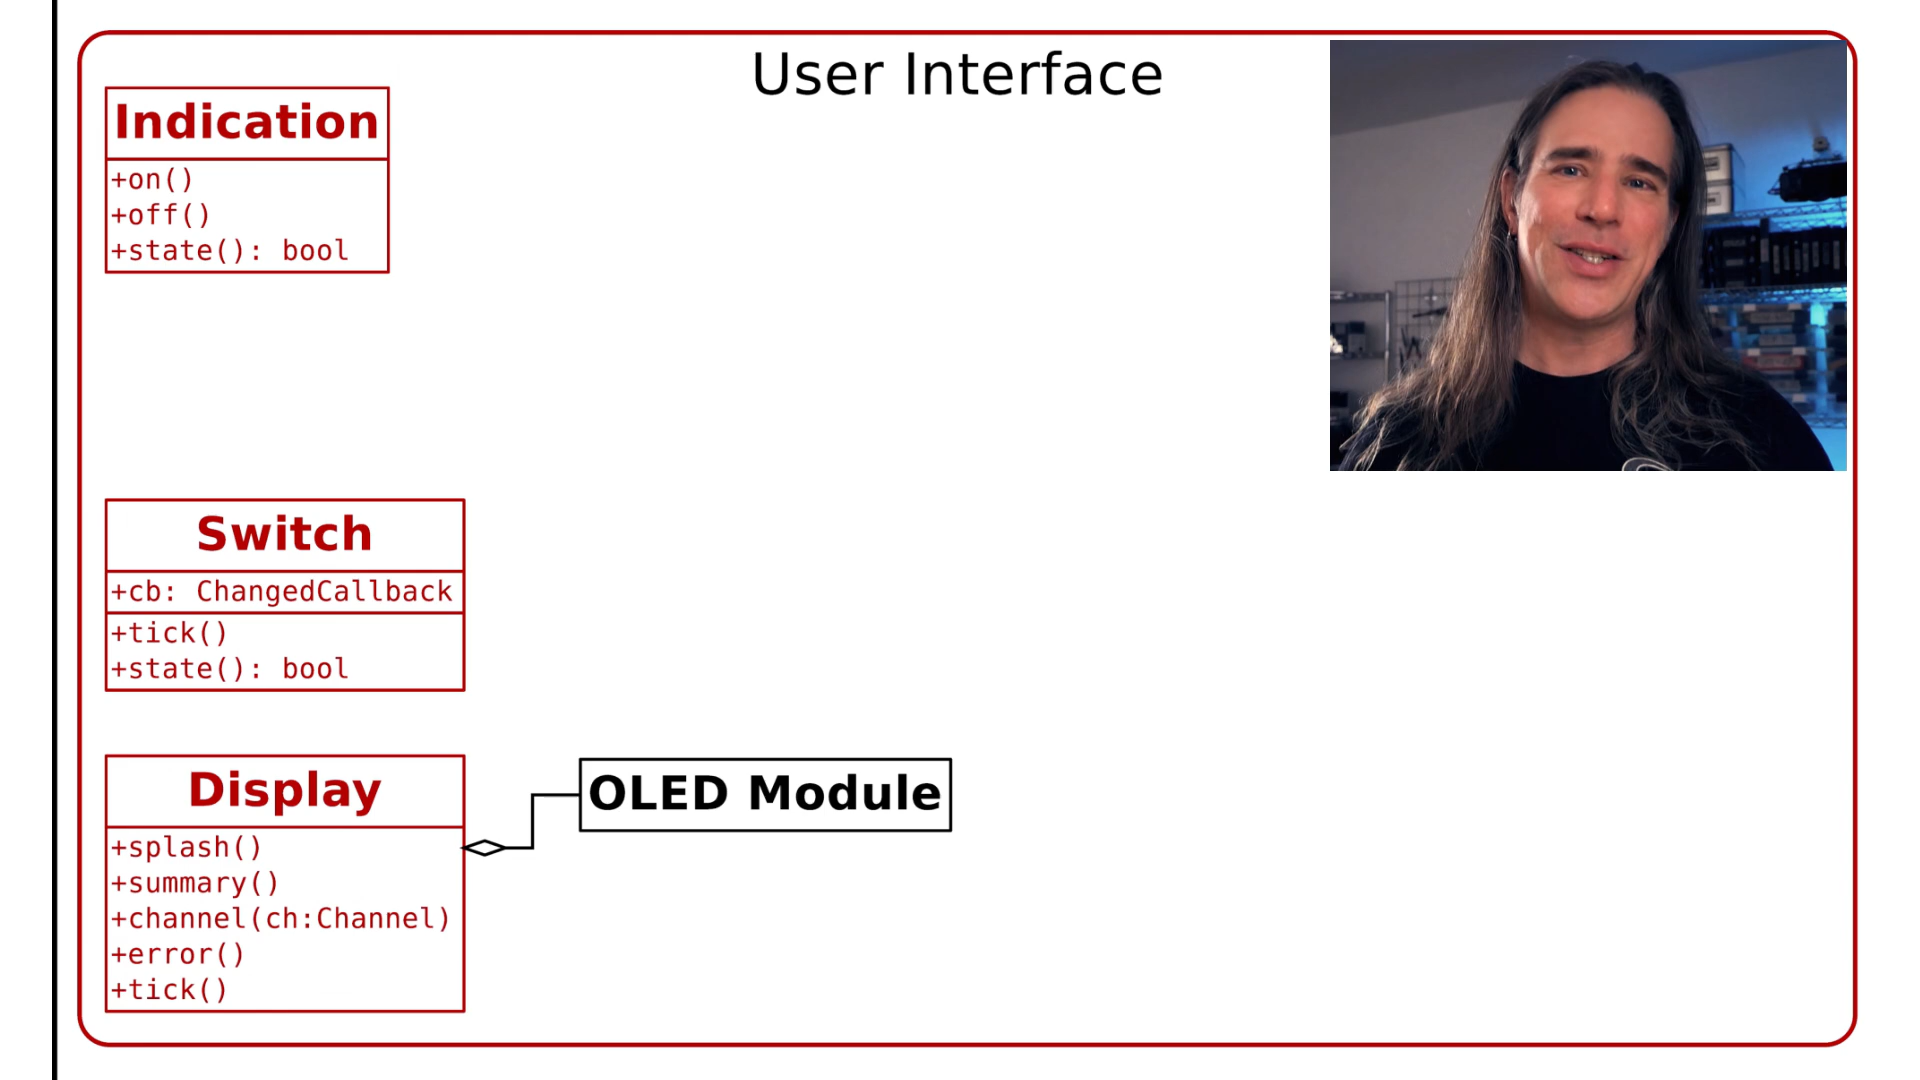 User Interface
Indication
+on()
+off()
+state(): bool
Switch
+cb: ChangedCallback
+tick()
+state(): bool
Display
+splash()
+summary()
+channel(ch:Channel)
+error()
+tick()
OLED Module